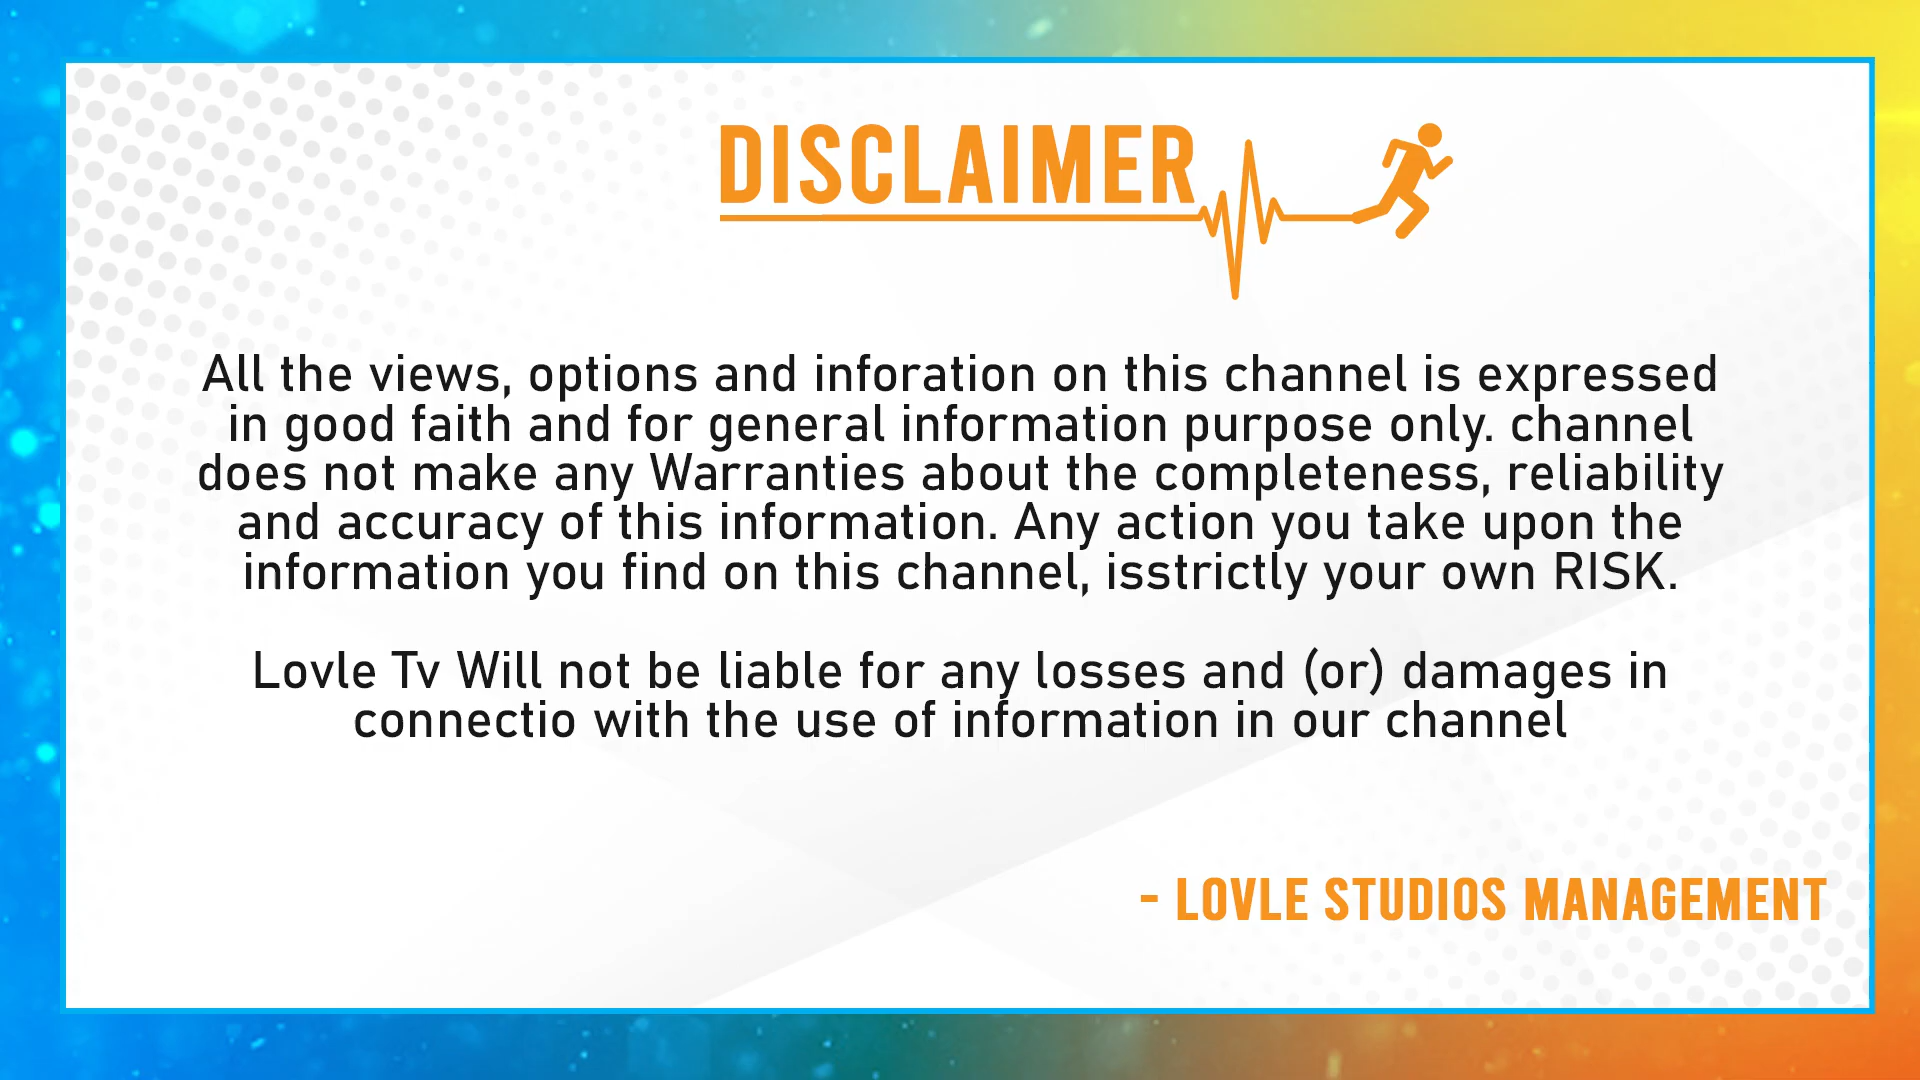 DISCLAIMER
All the views, options and inforation on this channel is expressed
in good faith and for general information purpose only. channel
does not make any Warranties about the completeness, reliability
and accuracy of this information. Any action you take upon the
information you find on this channel, isstrictly your own RISK.
Lovle Tv Will not be liable for any losses and (or) damages in
connectio with the use of information in our channel
- LOVLE STUDIOS MANAGEMENT